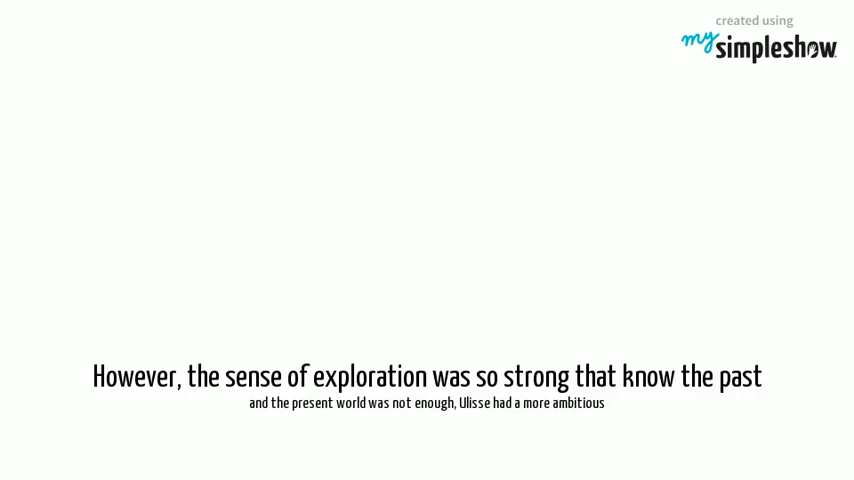 created using
my simpleshow
However, the sense of exploration was so strong that know the past
and the present world was not enough, Ulisse had a more ambitious